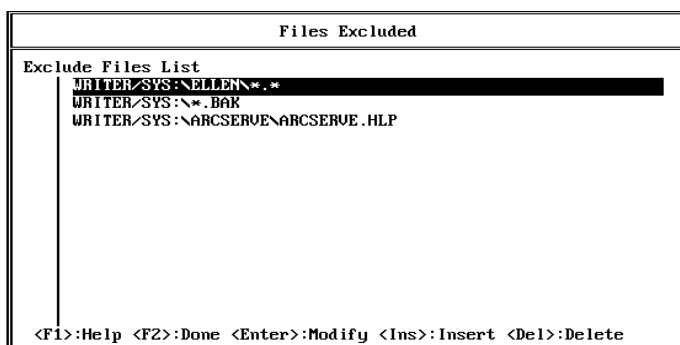 Files Excluded
Exclude Files List
WRITER/SYS:\ELLEN\*.*
WRITER/SYS:\*.BAK
WRITER/SYS:\ARCSERVE\ARCSERVE.HLP
<F1>:Help <F2>:Done <Enter>:Modify <Ins>:Insert <Del>:Delete